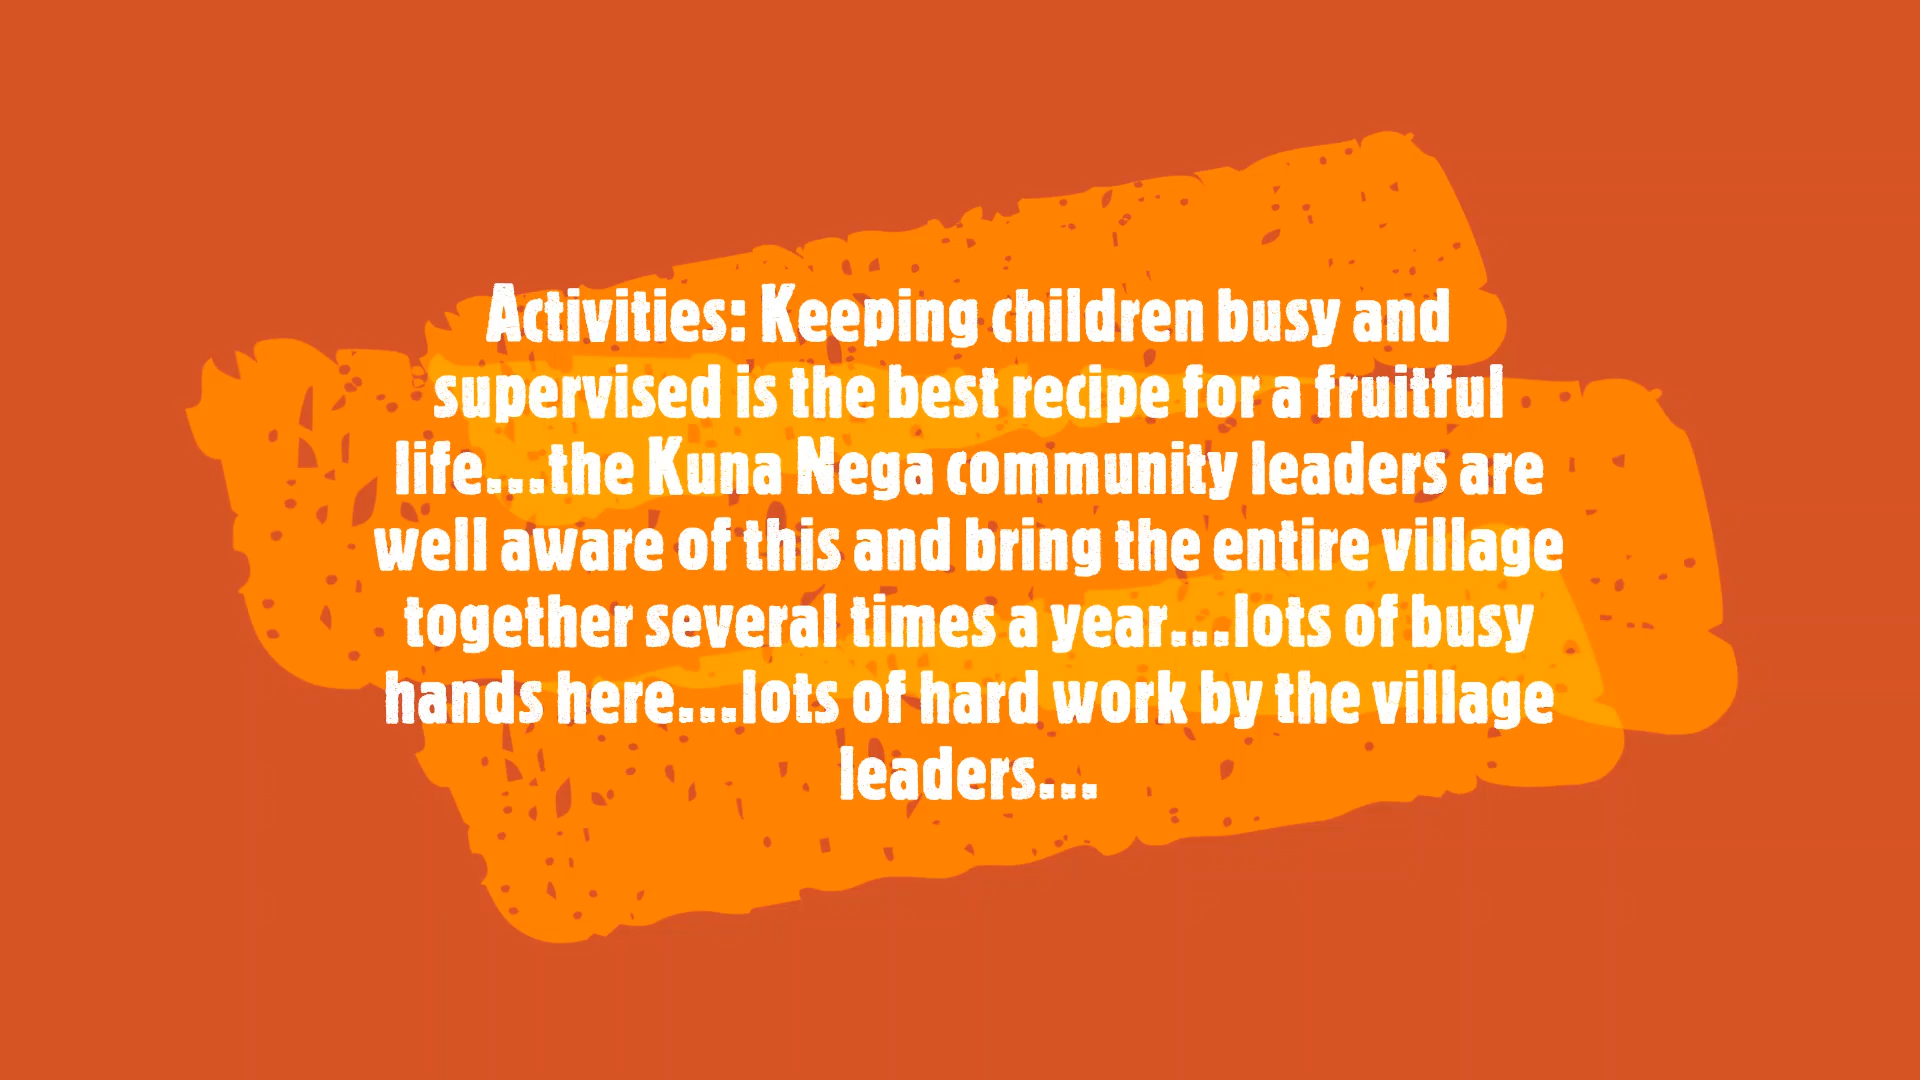 Activities: Keeping children busy and
supervised is the best recipe for a fruitful
life...the Kuna Nega community leaders are
well aware of this and bring the entire village
together several times a year...lots of busy
hands here...lots of hard work by the village
leaders...